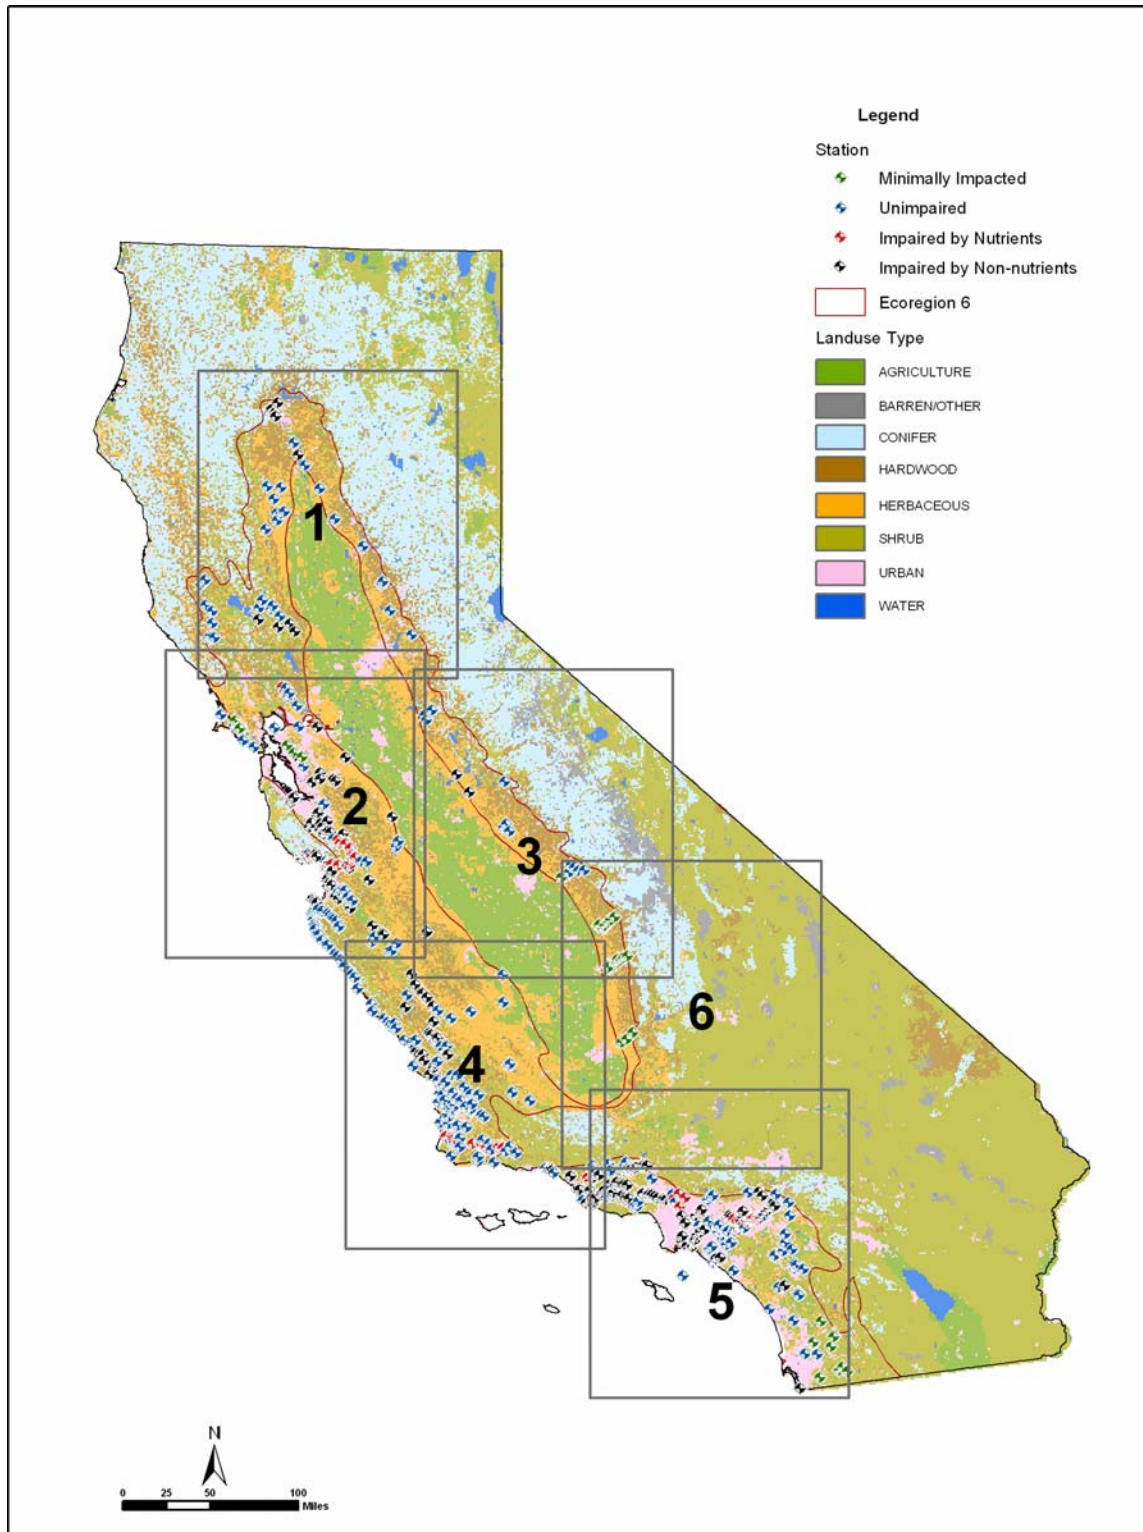 Legend
Station
Minimally Impacted
Unimpaired
Impaired by Nutrients
Impaired by Non-nutrients
Ecoregion 6
Landuse Type
AGRICULTURE
BARREN/OTHER
CONIFER
HARDWOOD
HERBACEOUS
SHRUB
URBAN
WATER
1
2
3
6
4
5
N
0 25 50 100
Miles